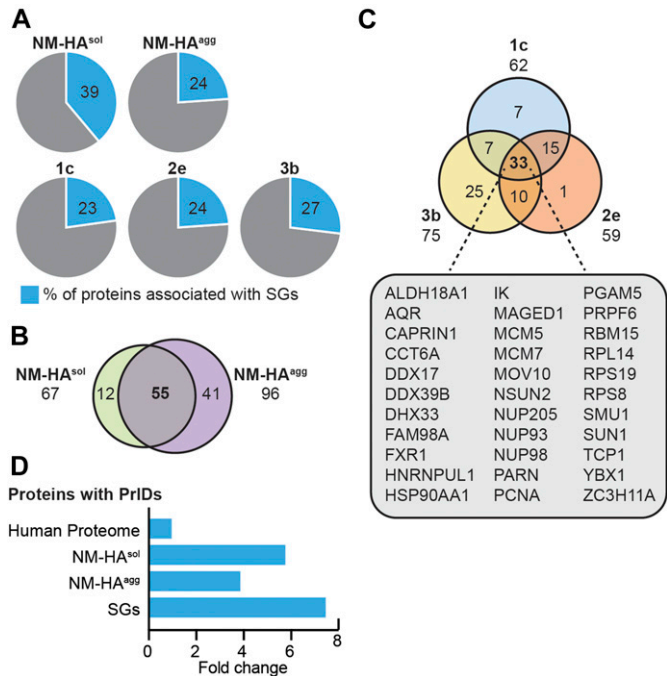 A
NM-HAsol
NM-HAagg
39
24
1c
2e
3b
23
24
27
% of proteins associated with SGs
B
NM-HAsol
67
12
55
41
NM-HAagg
96
C
1c
62
7
7
15
33
25
10
1
3b
75
2e
59
ALDH18A1 IK PGAM5
AQR MAGED1 PRPF6
CAPRIN1 MCM5 RBM15
CCT6A MCM7 RPL14
DDX17 MOV10 RPS19
DDX39B NSUN2 RPS8
DHX33 NUP205 SMU1
FAM98A NUP93 SUN1
FXR1 NUP98 TCP1
HNRNPUL1 PARN YBX1
HSP90AA1 PCNA ZC3H11A
D
Proteins with PrIDs
Human Proteome
NM-HAsol
NM-HAagg
SGs
0 2 4 6 8
Fold change